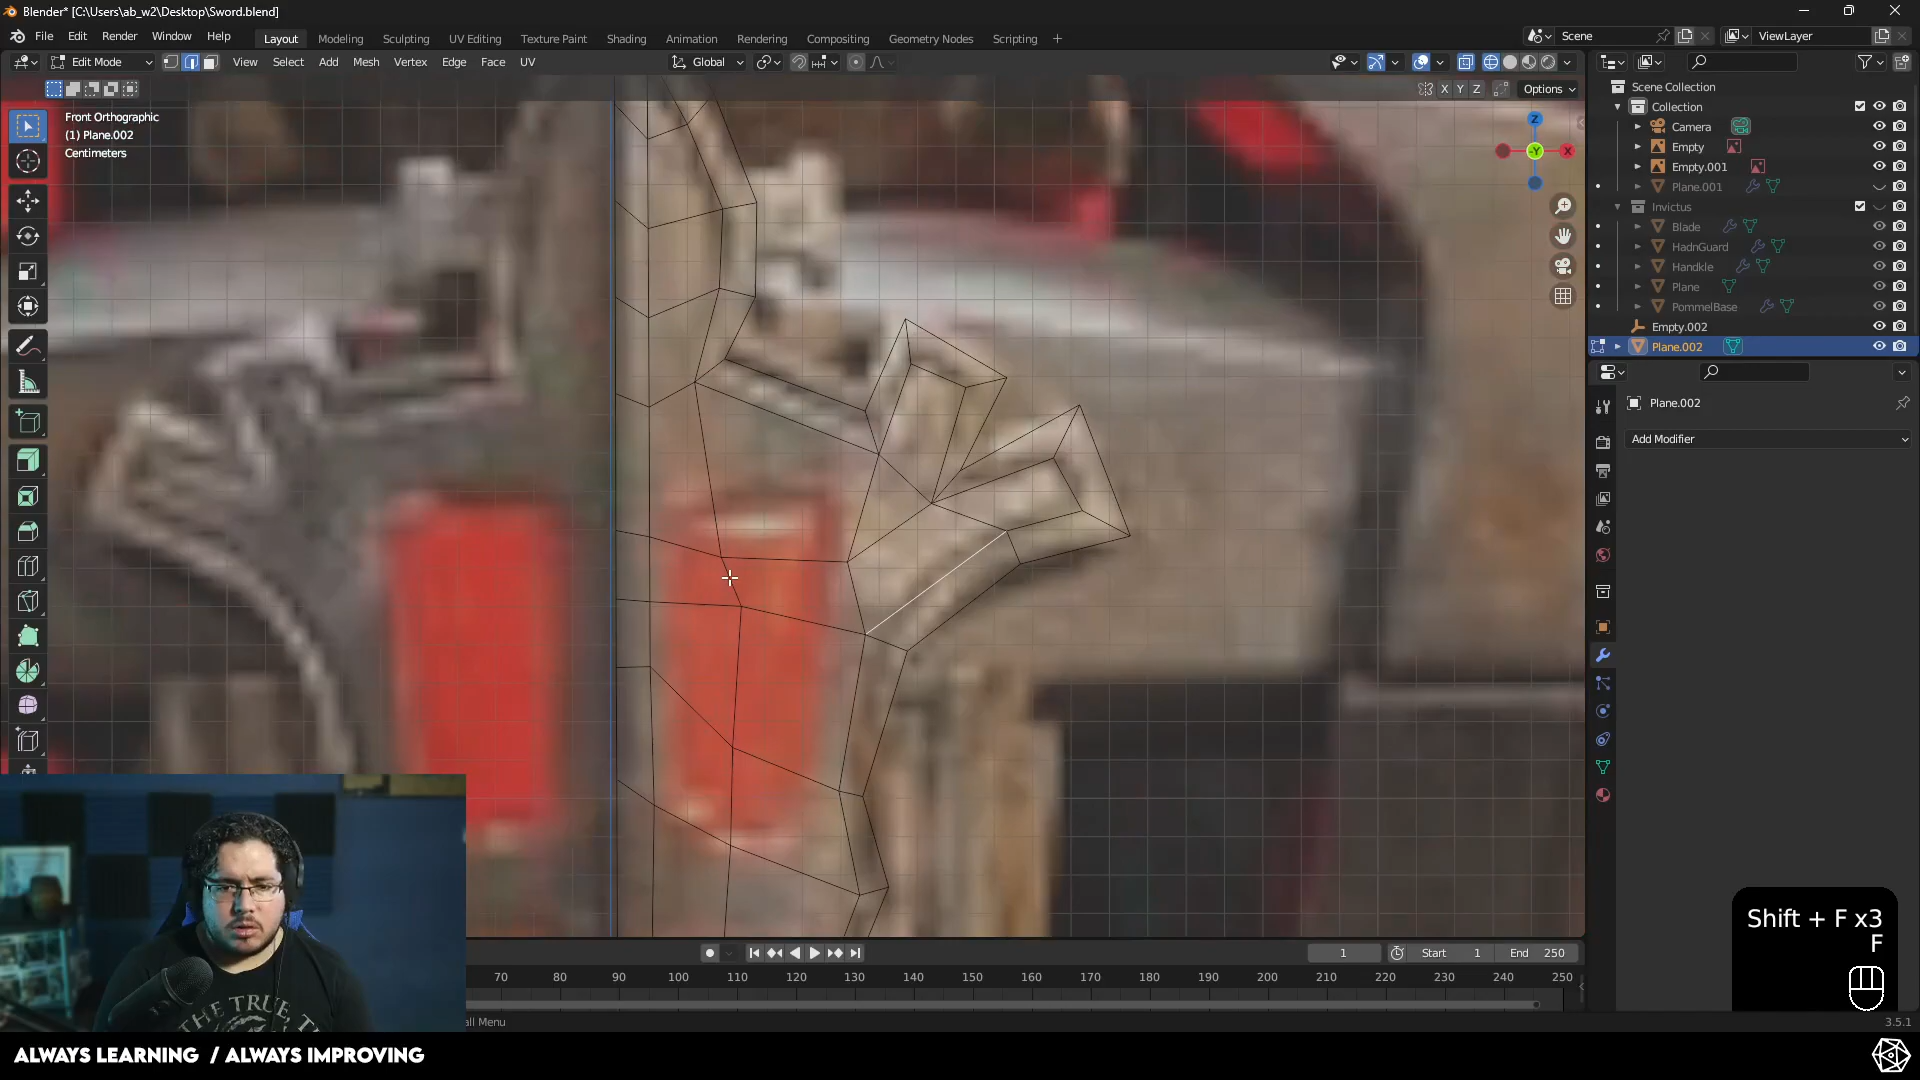 Blender* [C:\Users\ab_w2\Desktop\Sword.blend]
File Edit Render Window Help
Layout Modeling Sculpting UV Editing Texture Paint Shading Animation Rendering Compositing Geometry Nodes Scripting +
Scene
ViewLayer
Edit Mode
View Select Add Mesh Vertex Edge Face UV
Global
X Y Z
Options
Front Orthographic
(1) Plane.002
Centimeters
Z
-Y
X
Scene Collection
Collection
Camera
Empty
Empty.001
Plane.001
Invictus
Blade
HadnGuard
Handkle
Plane
PommelBase
Empty.002
Plane.002
Plane.002
Add Modifier
Shift + F x3
F
1
Start 1
End 250
70 80 90 100 110 120 130 140 150 160 170 180 190 200 210 220 230 240 250
all Menu
3.5.1
THE TRUE,
ALWAYS LEARNING / ALWAYS IMPROVING